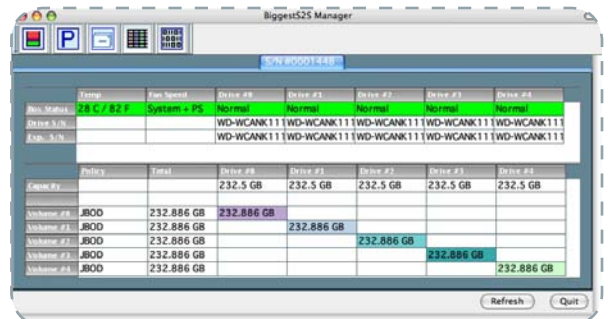 BiggestS2S Manager
P
S/N #0001448
Temp Fan Speed Drive #0 Drive #1 Drive #2 Drive #3 Drive #4
Box Status 28 C / 82 F System + PS Normal Normal Normal Normal Normal
Drive S/N WD-WCANK111 WD-WCANK111 WD-WCANK111 WD-WCANK111 WD-WCANK111
Exp. S/N WD-WCANK111 WD-WCANK111 WD-WCANK111 WD-WCANK111 WD-WCANK111
Policy Total Drive #0 Drive #1 Drive #2 Drive #3 Drive #4
Capacity 232.5 GB 232.5 GB 232.5 GB 232.5 GB 232.5 GB
Volume #0 JBOD 232.886 GB 232.886 GB
Volume #1 JBOD 232.886 GB 232.886 GB
Volume #2 JBOD 232.886 GB 232.886 GB
Volume #3 JBOD 232.886 GB 232.886 GB
Volume #4 JBOD 232.886 GB 232.886 GB
Refresh Quit